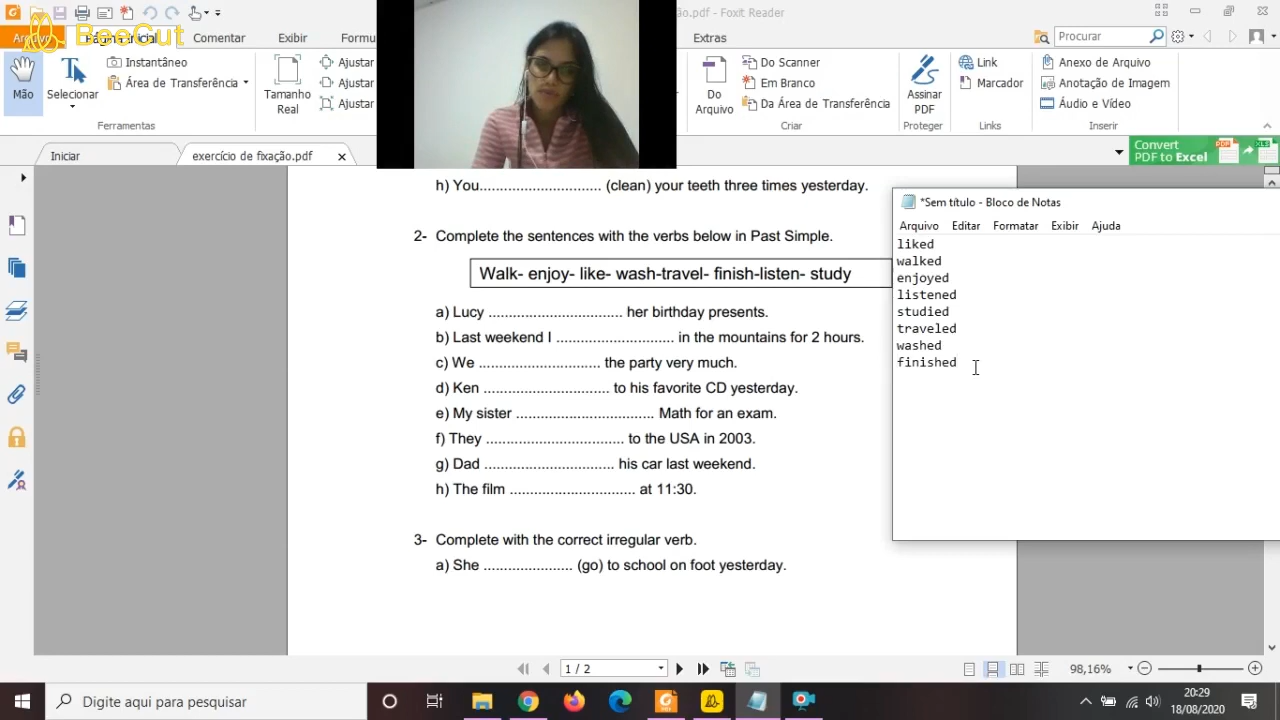 BeeCut
ão.pdf - Foxit Reader
Comentar
Exibir
Formu
Extras
Procurar
Mão
Selecionar
Instantâneo
Área de Transferência
Ferramentas
Tamanho
Real
Ajustar
Ajustar
Ajustar
Do
Arquivo
Do Scanner
Em Branco
Da Área de Transferência
Criar
Assinar
PDF
Proteger
Link
Marcador
Links
Anexo de Arquivo
Anotação de Imagem
Áudio e Vídeo
Inserir
Iniciar
exercício de fixação.pdf
Convert
PDF to Excel
h) You.............................. (clean) your teeth three times yesterday.
2- Complete the sentences with the verbs below in Past Simple.
Walk- enjoy- like- wash-travel- finish-listen- study
a) Lucy ................................. her birthday presents.
b) Last weekend I ............................. in the mountains for 2 hours.
c) We .............................. the party very much.
d) Ken ............................... to his favorite CD yesterday.
e) My sister .................................. Math for an exam.
f) They .................................. to the USA in 2003.
g) Dad ................................ his car last weekend.
h) The film ............................... at 11:30.
3- Complete with the correct irregular verb.
a) She ...................... (go) to school on foot yesterday.
*Sem título - Bloco de Notas
Arquivo Editar Formatar Exibir Ajuda
liked
walked
enjoyed
listened
studied
traveled
washed
finished
1 / 2
98,16%
Digite aqui para pesquisar
20:29
18/08/2020